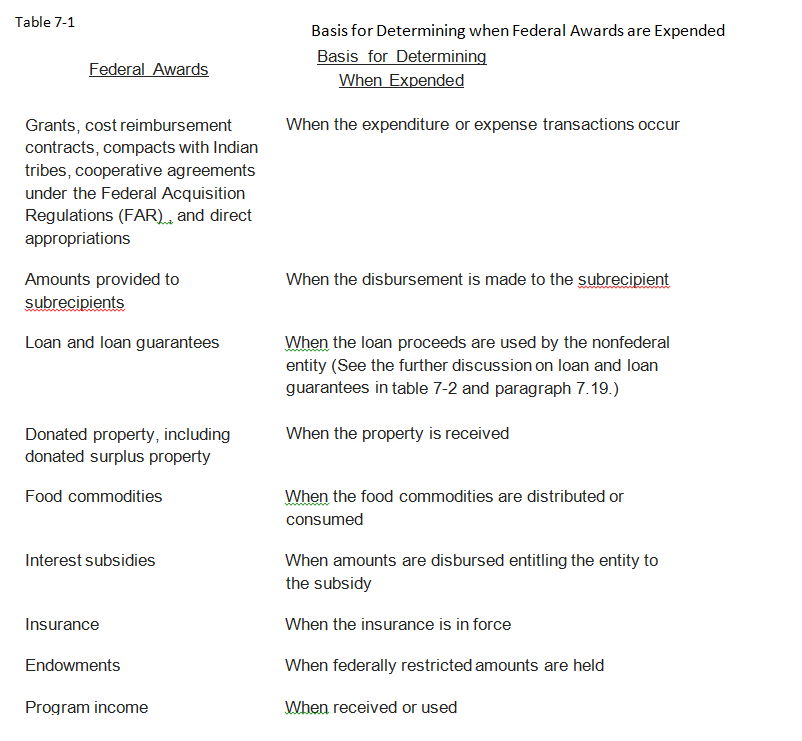 Table 7-1
Basis for Determining when Federal Awards are Expended
Federal Awards
Basis for Determining
When Expended
Grants, cost reimbursement
contracts, compacts with Indian
tribes, cooperative agreements
under the Federal Acquisition
Regulations (FAR) , and direct
appropriations
When the expenditure or expense transactions occur
Amounts provided to
subrecipients
When the disbursement is made to the subrecipient
Loan and loan guarantees
When the loan proceeds are used by the nonfederal
entity (See the further discussion on loan and loan
guarantees in table 7-2 and paragraph 7.19.)
Donated property, including
donated surplus property
When the property is received
Food commodities
When the food commodities are distributed or
consumed
Interest subsidies
When amounts are disbursed entitling the entity to
the subsidy
Insurance
When the insurance is in force
Endowments
When federally restricted amounts are held
Program income
When received or used